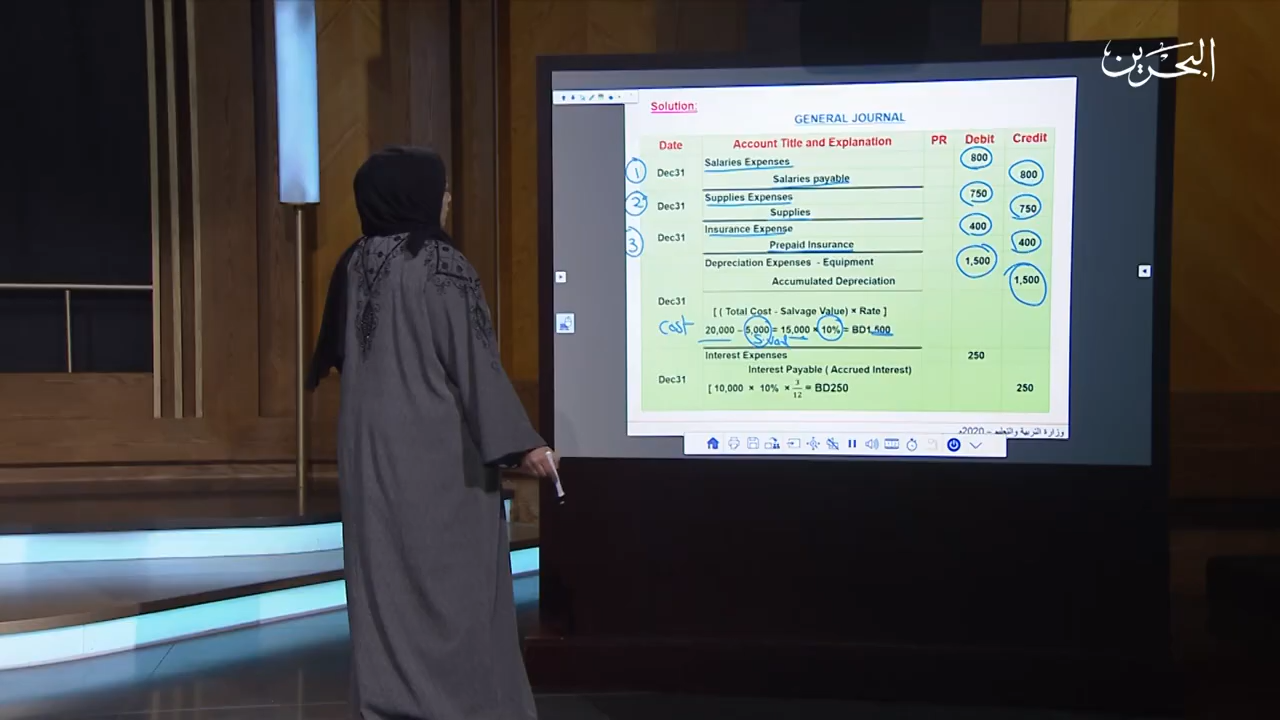 البحرين
Solution:
GENERAL JOURNAL
Date Account Title and Explanation PR Debit Credit
1 Dec31 Salaries Expenses 800
Salaries payable 800
2 Dec31 Supplies Expenses 750
Supplies 750
3 Dec31 Insurance Expense 400
Prepaid Insurance 400
Depreciation Expenses - Equipment 1,500
Accumulated Depreciation 1,500
Dec31
[ ( Total Cost - Salvage Value) × Rate ]
Cost 20,000 – 5,000 = 15,000 × 10% = BD1,500
Interest Expenses 250
Interest Payable ( Accrued Interest)
Dec31 [ 10,000 × 10% × 3/12 = BD250 250
وزارة التربية والتعليم – 2020م